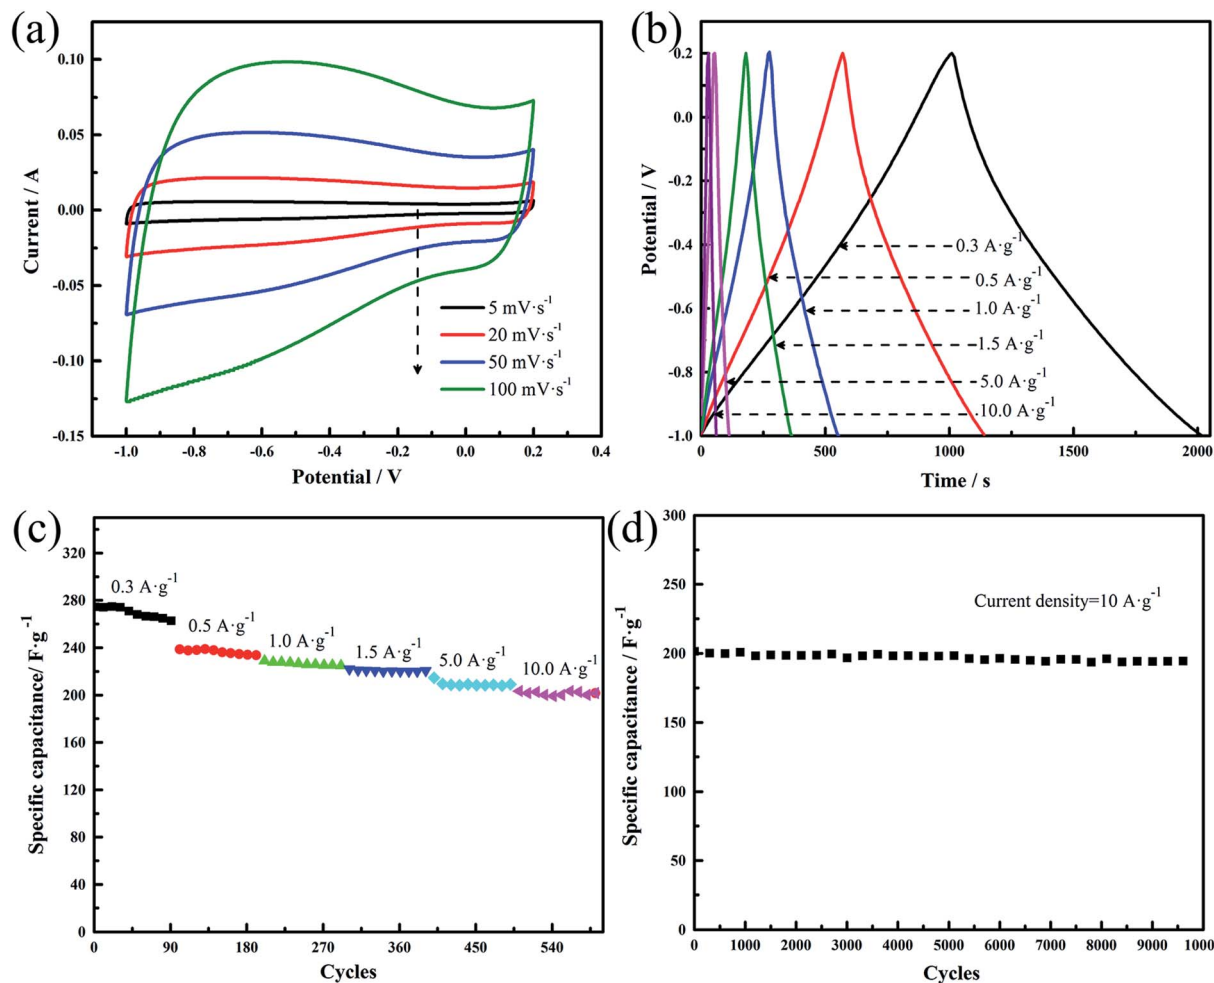 (a)
0.10
0.05
0.00
-0.05
-0.10
-0.15
Current / A
5 mV·s⁻¹
20 mV·s⁻¹
50 mV·s⁻¹
100 mV·s⁻¹
-1.0 -0.8 -0.6 -0.4 -0.2 0.0 0.2 0.4
Potential / V
(b)
0.2
0.0
-0.2
-0.4
-0.6
-0.8
-1.0
Potential / V
0.3 A·g⁻¹
0.5 A·g⁻¹
1.0 A·g⁻¹
1.5 A·g⁻¹
5.0 A·g⁻¹
10.0 A·g⁻¹
0 500 1000 1500 2000
Time / s
(c)
320
280
240
200
160
120
80
40
0
Specific capacitance/ F·g⁻¹
0.3 A·g⁻¹
0.5 A·g⁻¹
1.0 A·g⁻¹
1.5 A·g⁻¹
5.0 A·g⁻¹
10.0 A·g⁻¹
0 90 180 270 360 450 540
Cycles
(d)
300
250
200
150
100
50
0
Specific capacitance / F·g⁻¹
Current density=10 A·g⁻¹
0 1000 2000 3000 4000 5000 6000 7000 8000 9000 10000
Cycles